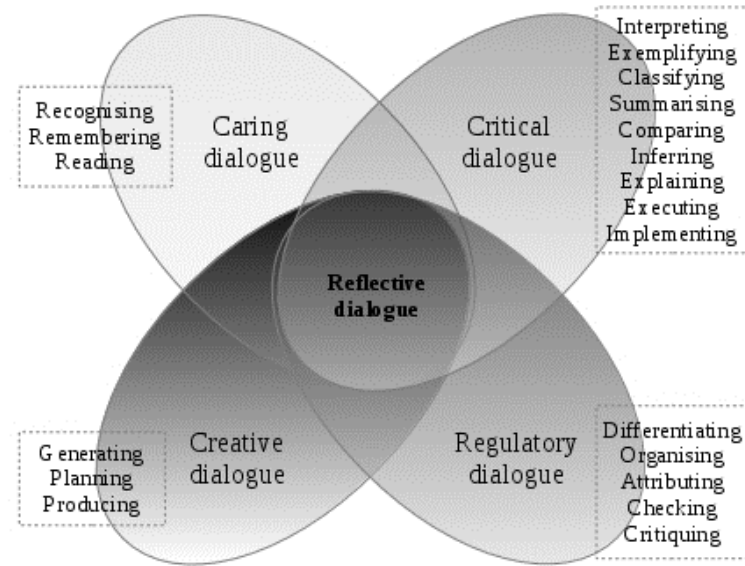 Recognising
Remembering
Reading
Caring
dialogue
Critical
dialogue
Interpreting
Exemplifying
Classifying
Summarising
Comparing
Inferring
Explaining
Executing
Implementing
Reflective
dialogue
Generating
Planning
Producing
Creative
dialogue
Regulatory
dialogue
Differentiating
Organising
Attributing
Checking
Critiquing